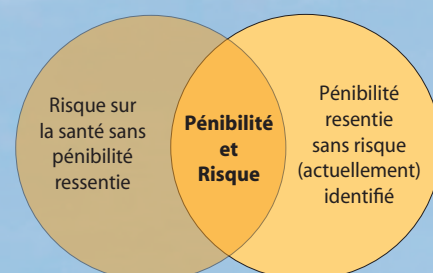 Risque sur
la santé sans
pénibilité
ressentie
Pénibilité
et
Risque
Pénibilité
resentie
sans risque
(actuellement)
identifié